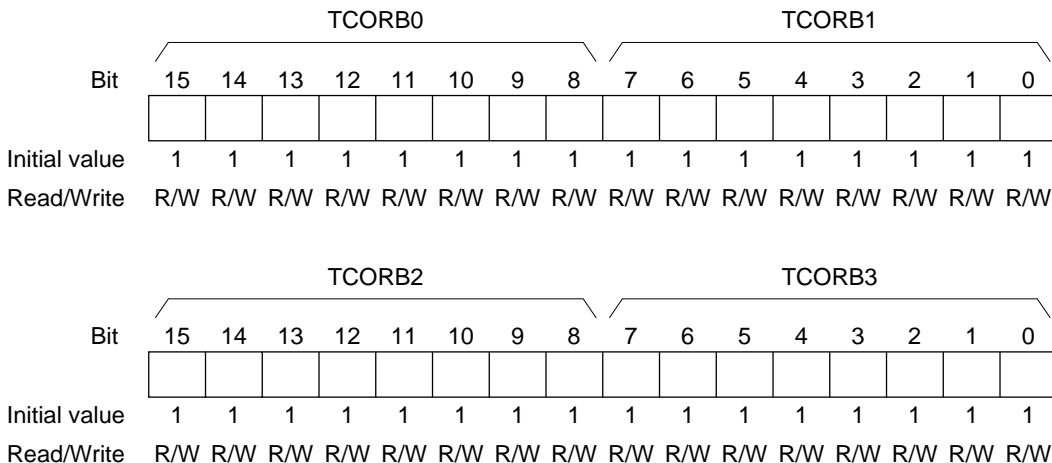 TCORB0 TCORB1
Bit 15 14 13 12 11 10 9 8 7 6 5 4 3 2 1 0
Initial value 1 1 1 1 1 1 1 1 1 1 1 1 1 1 1 1
Read/Write R/W R/W R/W R/W R/W R/W R/W R/W R/W R/W R/W R/W R/W R/W R/W R/W
TCORB2 TCORB3
Bit 15 14 13 12 11 10 9 8 7 6 5 4 3 2 1 0
Initial value 1 1 1 1 1 1 1 1 1 1 1 1 1 1 1 1
Read/Write R/W R/W R/W R/W R/W R/W R/W R/W R/W R/W R/W R/W R/W R/W R/W R/W